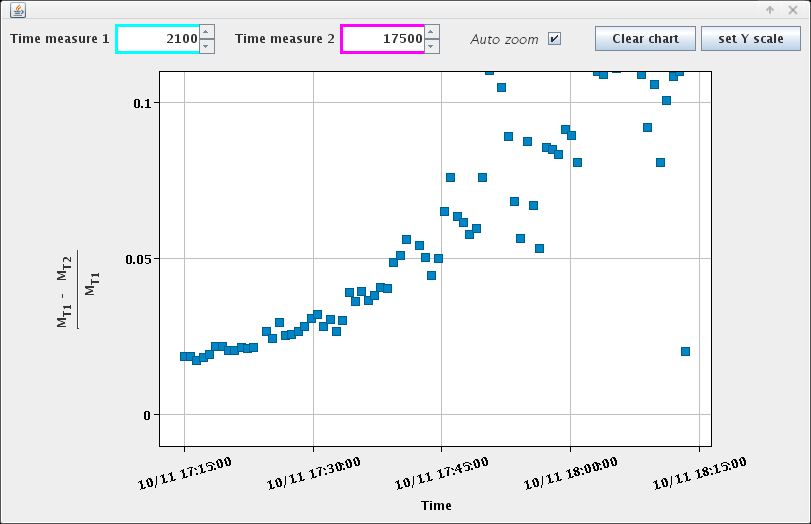 Time measure 1 2100 Time measure 2 17500 Auto zoom Clear chart set Y scale
0.1
0.05
0
M_T1 - M_T2
M_T1
10/11 17:15:00 10/11 17:30:00 10/11 17:45:00 10/11 18:00:00 10/11 18:15:00
Time